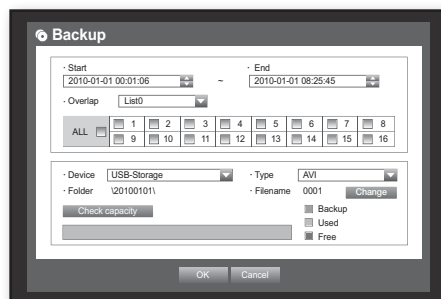 Backup
· Start · End
2010-01-01 00:01:06 ~ 2010-01-01 08:25:45
· Overlap List0
ALL 1 2 3 4 5 6 7 8
9 10 11 12 13 14 15 16
· Device USB-Storage · Type AVI
· Folder \20100101\ · Filename 0001 Change
Check capacity Backup
Used
Free
OK Cancel